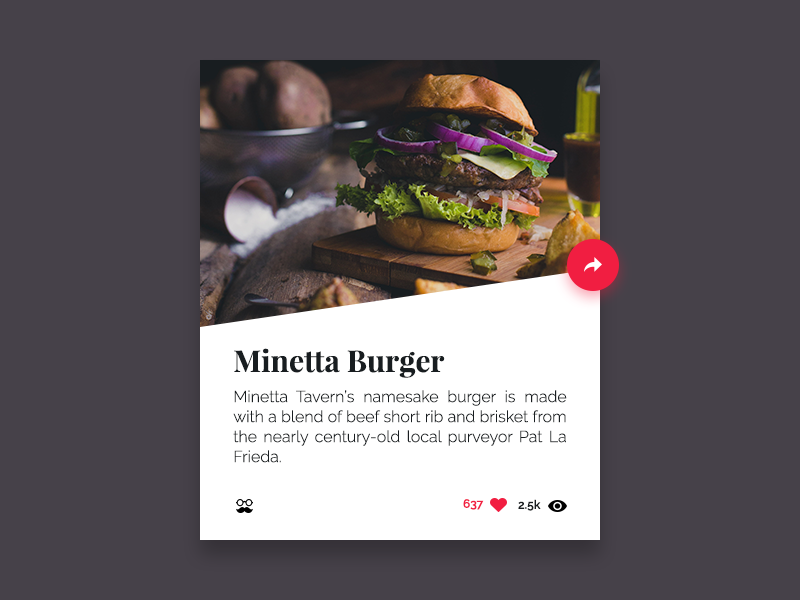 Minetta Burger
Minetta Tavern’s namesake burger is made
with a blend of beef short rib and brisket from
the nearly century-old local purveyor Pat La
Frieda.
637 2.5k